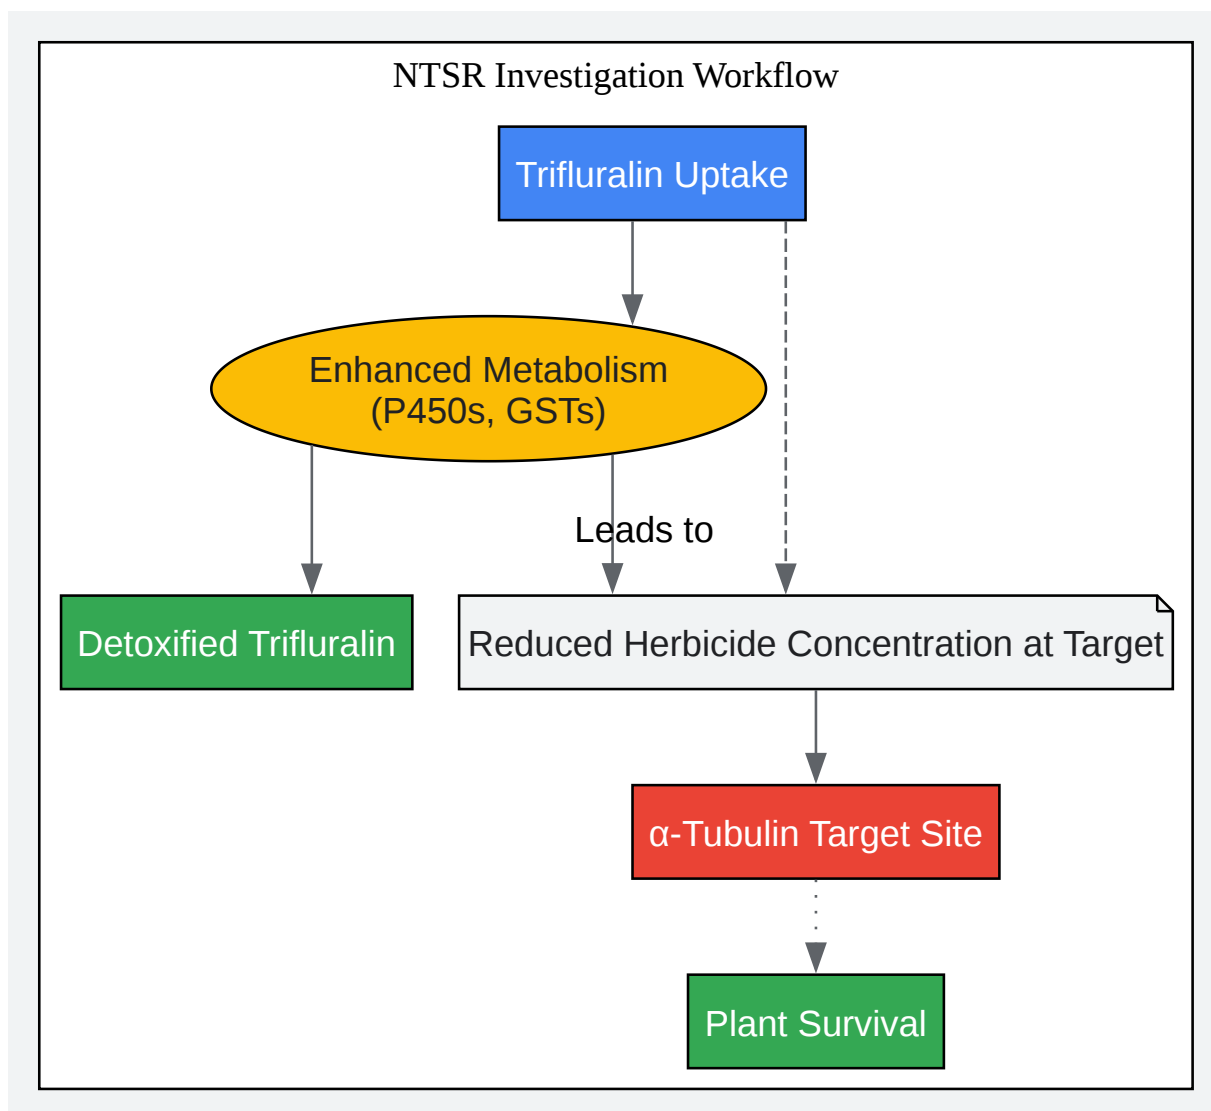 NTSR Investigation Workflow
Trifluralin Uptake
Enhanced Metabolism
(P450s, GSTs)
Leads to
Detoxified Trifluralin
Reduced Herbicide Concentration at Target
α-Tubulin Target Site
Plant Survival